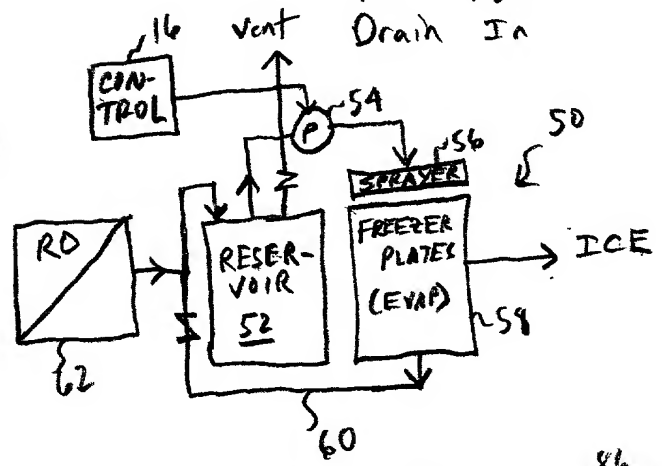 16 Vent Drain In
CON-
TROL
54
P
56
50
SPRAYER
RO
RESER-
VOIR
52
FREEZER
PLATES
(EVAP)
ICE
58
62
60
86